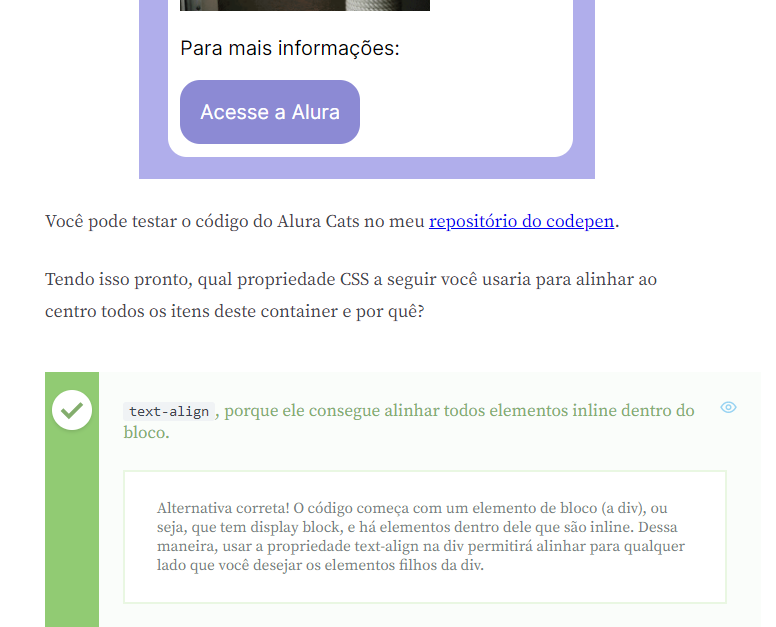 Para mais informações:
Acesse a Alura
Você pode testar o código do Alura Cats no meu repositório do codepen.
Tendo isso pronto, qual propriedade CSS a seguir você usaria para alinhar ao
centro todos os itens deste container e por quê?
text-align, porque ele consegue alinhar todos elementos inline dentro do
bloco.
Alternativa correta! O código começa com um elemento de bloco (a div), ou
seja, que tem display block, e há elementos dentro dele que são inline. Dessa
maneira, usar a propriedade text-align na div permitirá alinhar para qualquer
lado que você desejar os elementos filhos da div.